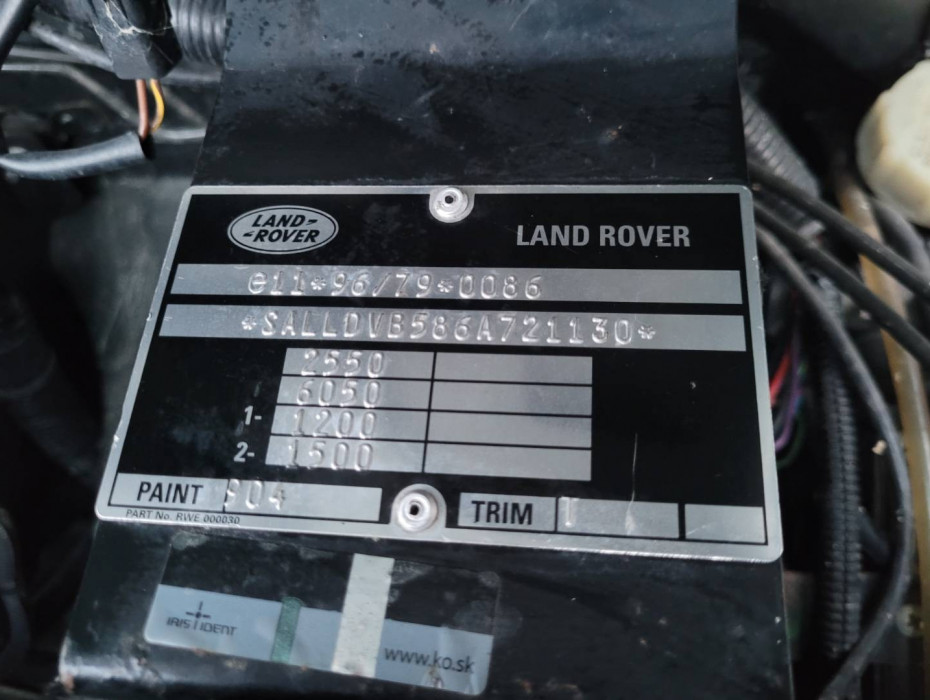 LAND-
-ROVER
LAND ROVER
e11*96/79*0086
*SALLDVB586A721130*
2550
6050
1- 1200
2- 1500
PAINT 904 TRIM T
PART No. RWE 000030
IRIS IDENT
www.ko.sk